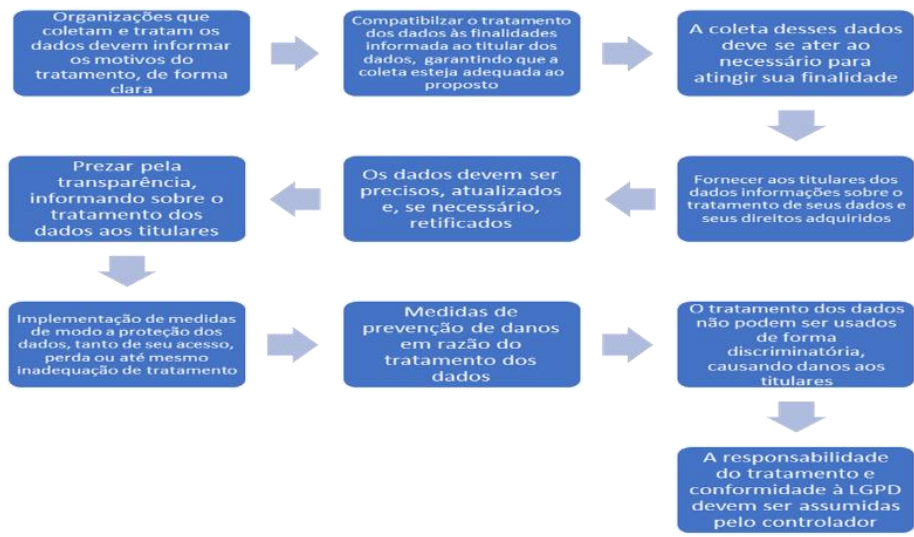 Organizações que
coletam e tratam os
dados devem informar
os motivos do
tratamento, de forma
clara
Compatibilzar o tratamento
dos dados às finalidades
informada ao titular dos
dados, garantindo que a
coleta esteja adequada ao
proposto
A coleta desses dados
deve se ater ao
necessário para
atingir sua finalidade
Fornecer aos titulares dos
dados informações sobre o
tratamento de seus dados e
seus direitos adquiridos
Os dados devem ser
precisos, atualizados
e, se necessário,
retificados
Prezar pela
transparência,
informando sobre o
tratamento dos
dados aos titulares
Implementação de medidas
de modo a proteção dos
dados, tanto de seu acesso,
perda ou até mesmo
inadequação de tratamento
Medidas de
prevenção de danos
em razão do
tratamento dos
dados
O tratamento dos dados
não podem ser usados
de forma
discriminatória,
causando danos aos
titulares
A responsabilidade
do tratamento e
conformidade à LGPD
devem ser assumidas
pelo controlador